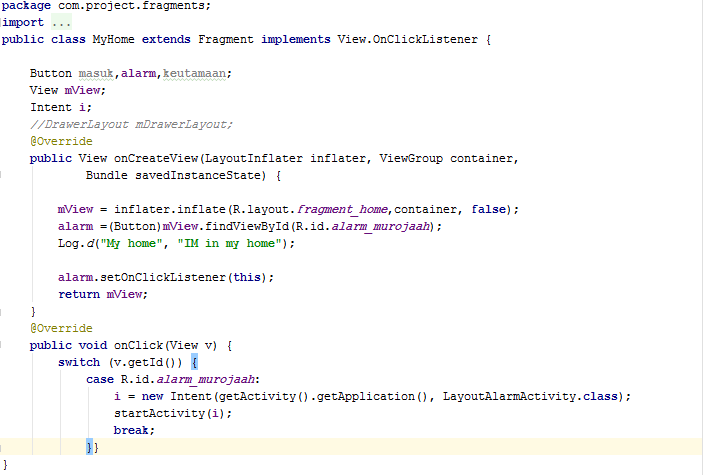 package com.project.fragments;
import ...
public class MyHome extends Fragment implements View.OnClickListener {
Button masuk,alarm,keutamaan;
View mView;
Intent i;
//DrawerLayout mDrawerLayout;
@Override
public View onCreateView(LayoutInflater inflater, ViewGroup container,
Bundle savedInstanceState) {
mView = inflater.inflate(R.layout.fragment_home,container, false);
alarm =(Button)mView.findViewById(R.id.alarm_murojaah);
Log.d("My home", "IM in my home");
alarm.setOnClickListener(this);
return mView;
}
@Override
public void onClick(View v) {
switch (v.getId()) {
case R.id.alarm_murojaah:
i = new Intent(getActivity().getApplication(), LayoutAlarmActivity.class);
startActivity(i);
break;
}}
}